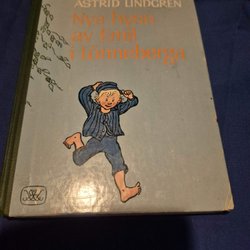 ASTRID LINDGREN
Nya hyss
av Emil
i Lönneberga